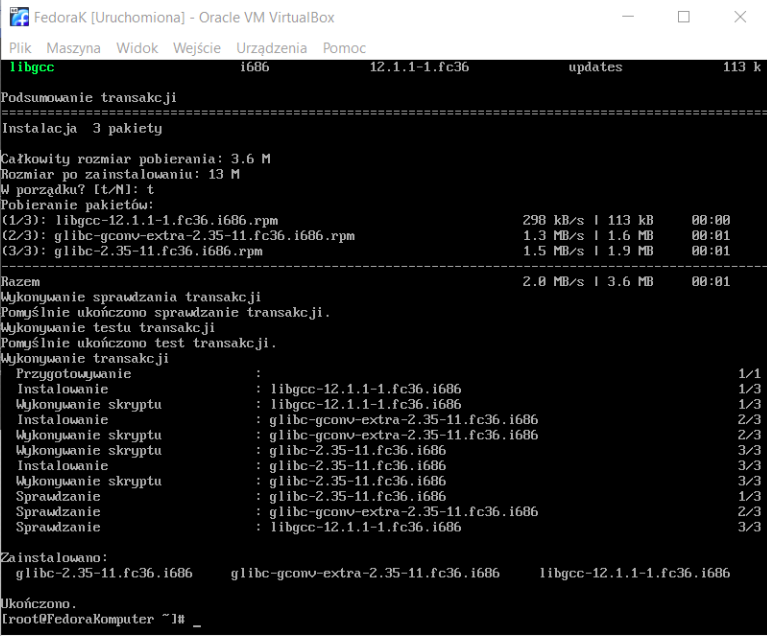 FedoraK [Uruchomiona] - Oracle VM VirtualBox
Plik Maszyna Widok Wejście Urządzenia Pomoc
libgcc i686 12.1.1-1.fc36 updates 113 k
Podsumowanie transakcji
================================================================================
Instalacja 3 pakiety
Całkowity rozmiar pobierania: 3.6 M
Rozmiar po zainstalowaniu: 13 M
W porządku? [t/N]: t
Pobieranie pakietów:
(1/3): libgcc-12.1.1-1.fc36.i686.rpm 298 kB/s | 113 kB 00:00
(2/3): glibc-gconv-extra-2.35-11.fc36.i686.rpm 1.3 MB/s | 1.6 MB 00:01
(3/3): glibc-2.35-11.fc36.i686.rpm 1.5 MB/s | 1.9 MB 00:01
--------------------------------------------------------------------------------
Razem 2.0 MB/s | 3.6 MB 00:01
Wykonywanie sprawdzania transakcji
Pomyślnie ukończono sprawdzanie transakcji.
Wykonywanie testu transakcji
Pomyślnie ukończono test transakcji.
Wykonywanie transakcji
Przygotowywanie : 1/1
Instalowanie : libgcc-12.1.1-1.fc36.i686 1/3
Wykonywanie skryptu : libgcc-12.1.1-1.fc36.i686 1/3
Instalowanie : glibc-gconv-extra-2.35-11.fc36.i686 2/3
Wykonywanie skryptu : glibc-gconv-extra-2.35-11.fc36.i686 2/3
Wykonywanie skryptu : glibc-2.35-11.fc36.i686 3/3
Instalowanie : glibc-2.35-11.fc36.i686 3/3
Wykonywanie skryptu : glibc-2.35-11.fc36.i686 3/3
Sprawdzanie : glibc-2.35-11.fc36.i686 1/3
Sprawdzanie : glibc-gconv-extra-2.35-11.fc36.i686 2/3
Sprawdzanie : libgcc-12.1.1-1.fc36.i686 3/3
Zainstalowano:
glibc-2.35-11.fc36.i686 glibc-gconv-extra-2.35-11.fc36.i686 libgcc-12.1.1-1.fc36.i686
Ukończono.
[root@FedoraKomputer ~]# _